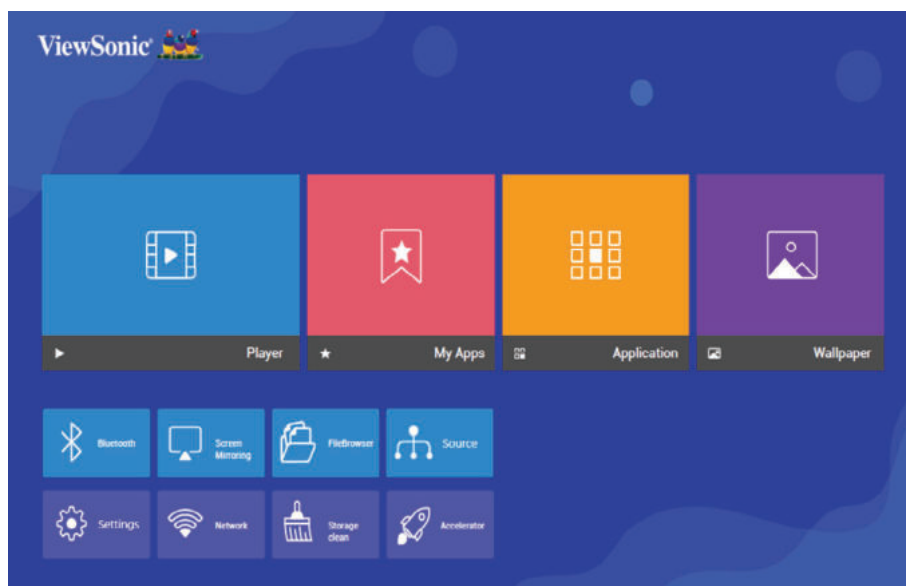 ViewSonic®
Player
My Apps
Application
Wallpaper
Bluetooth
Screen
Mirroring
FileBrowser
Source
Settings
Network
Storage
clean
Accelerator